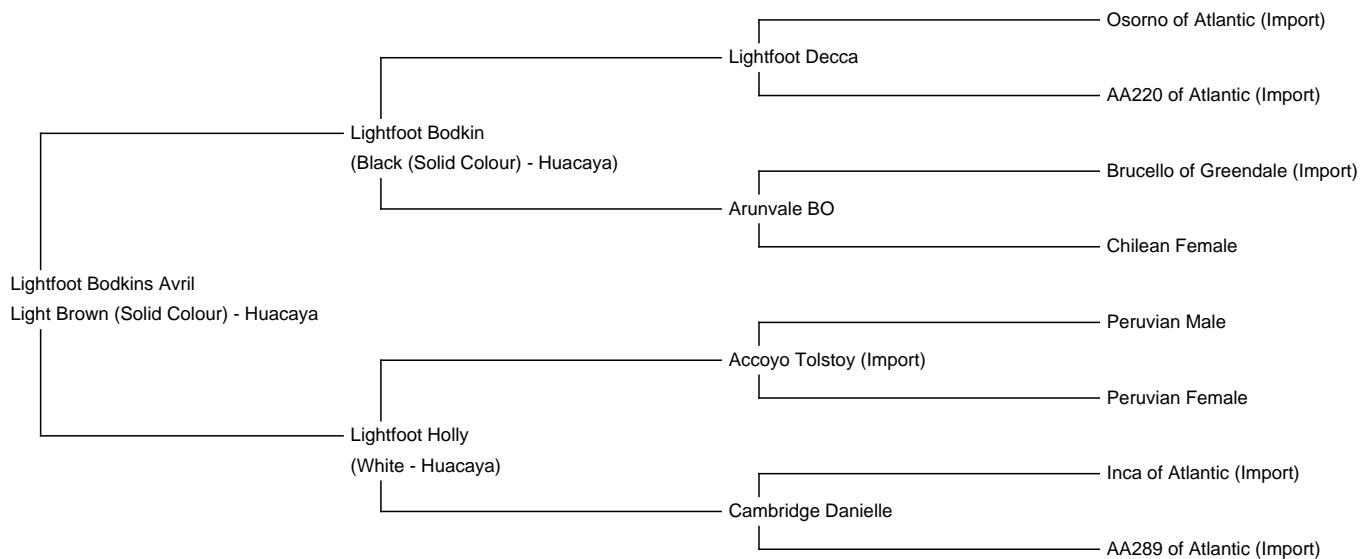 Osorno of Atlantic (Import)
Lightfoot Decca
AA220 of Atlantic (Import)
Lightfoot Bodkin
(Black (Solid Colour) - Huacaya)
Brucello of Greendale (Import)
Arunvale BO
Chilean Female
Lightfoot Bodkins Avril
Light Brown (Solid Colour) - Huacaya
Peruvian Male
Accoyo Tolstoy (Import)
Peruvian Female
Lightfoot Holly
(White - Huacaya)
Inca of Atlantic (Import)
Cambridge Danielle
AA289 of Atlantic (Import)